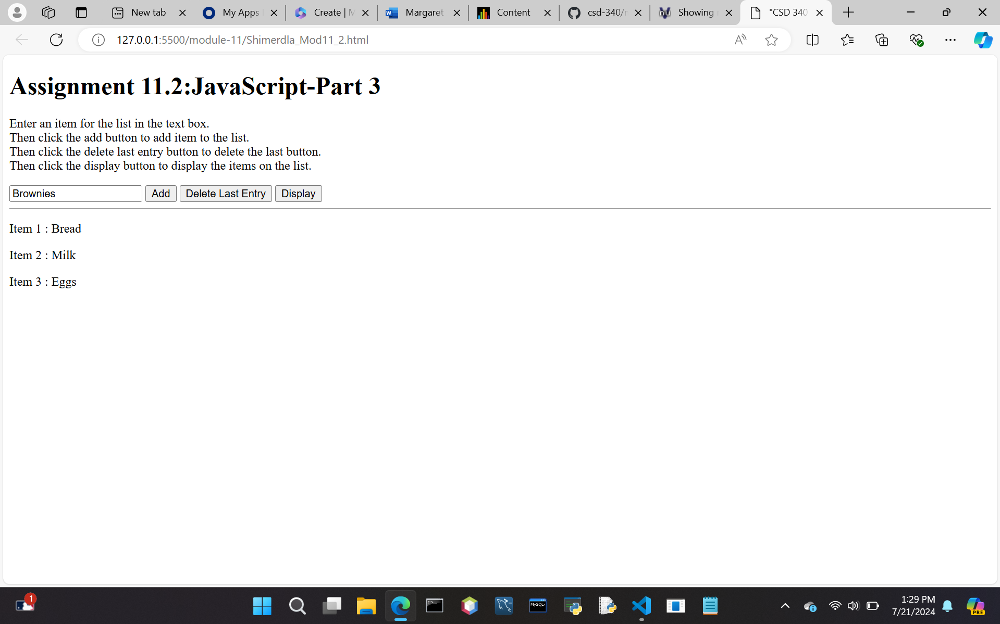 New tab
My Apps
Create | M
Margaret
Content
csd-340/
Showing
"CSD 340
127.0.0.1:5500/module-11/Shimerdla_Mod11_2.html
Assignment 11.2:JavaScript-Part 3
Enter an item for the list in the text box.
Then click the add button to add item to the list.
Then click the delete last entry button to delete the last button.
Then click the display button to display the items on the list.
Brownies Add Delete Last Entry Display
Item 1 : Bread
Item 2 : Milk
Item 3 : Eggs
1
MySQL
1:29 PM
7/21/2024
PRE